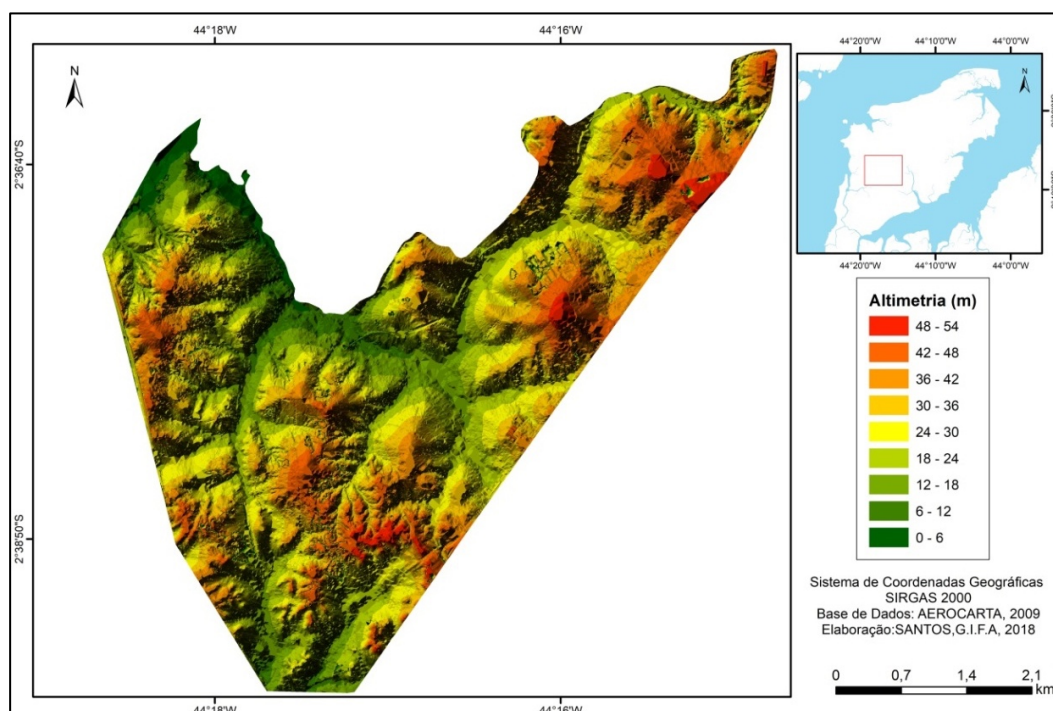 44°18'W 44°16'W
N
2°36'40"S
2°38'50"S
44°18'W 44°16'W
44°20'0"W 44°10'0"W 44°0'0"W
N
44°20'0"W 44°10'0"W 44°0'0"W
Altimetria (m)
48 - 54
42 - 48
36 - 42
30 - 36
24 - 30
18 - 24
12 - 18
6 - 12
0 - 6
Sistema de Coordenadas Geográficas
SIRGAS 2000
Base de Dados: AEROCARTA, 2009
Elaboração:SANTOS,G.I.F.A, 2018
0 0,7 1,4 2,1
km